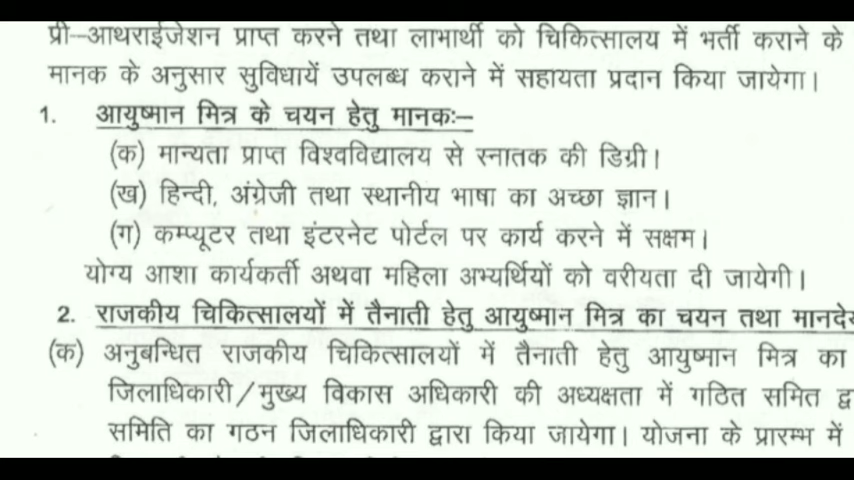 प्री–आथराईजेशन प्राप्त करने तथा लाभार्थी को चिकित्सालय में भर्ती कराने के
मानक के अनुसार सुविधायें उपलब्ध कराने में सहायता प्रदान किया जायेगा।
1. आयुष्मान मित्र के चयन हेतु मानकः–
(क) मान्यता प्राप्त विश्वविद्यालय से स्नातक की डिग्री।
(ख) हिन्दी, अंग्रेजी तथा स्थानीय भाषा का अच्छा ज्ञान।
(ग) कम्प्यूटर तथा इंटरनेट पोर्टल पर कार्य करने में सक्षम।
योग्य आशा कार्यकर्ती अथवा महिला अभ्यर्थियों को वरीयता दी जायेगी।
2. राजकीय चिकित्सालयों में तैनाती हेतु आयुष्मान मित्र का चयन तथा
(क) अनुबन्धित राजकीय चिकित्सालयों में तैनाती हेतु आयुष्मान मित्र का
जिलाधिकारी/मुख्य विकास अधिकारी की अध्यक्षता में गठित समित
समिति का गठन जिलाधिकारी द्वारा किया जायेगा। योजना के प्रारम्भ में